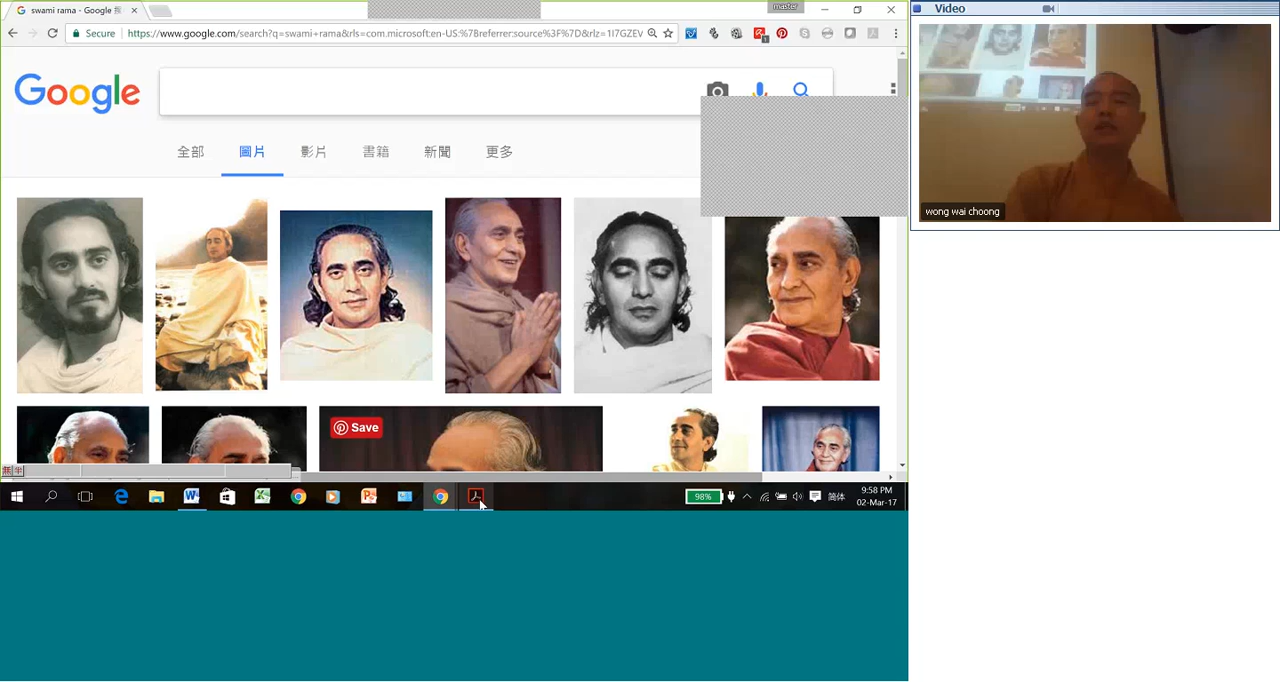 swami rama - Google 圖
master
Secure
https://www.google.com/search?q=swami+rama&rls=com.microsoft:en-US:%7Breferrer:source%3F%7D&rlz=1I7GZEV
Google
全部 圖片 影片 書籍 新聞 更多
Save
98%
简体
9:58 PM
02-Mar-17
Video
wong wai choong